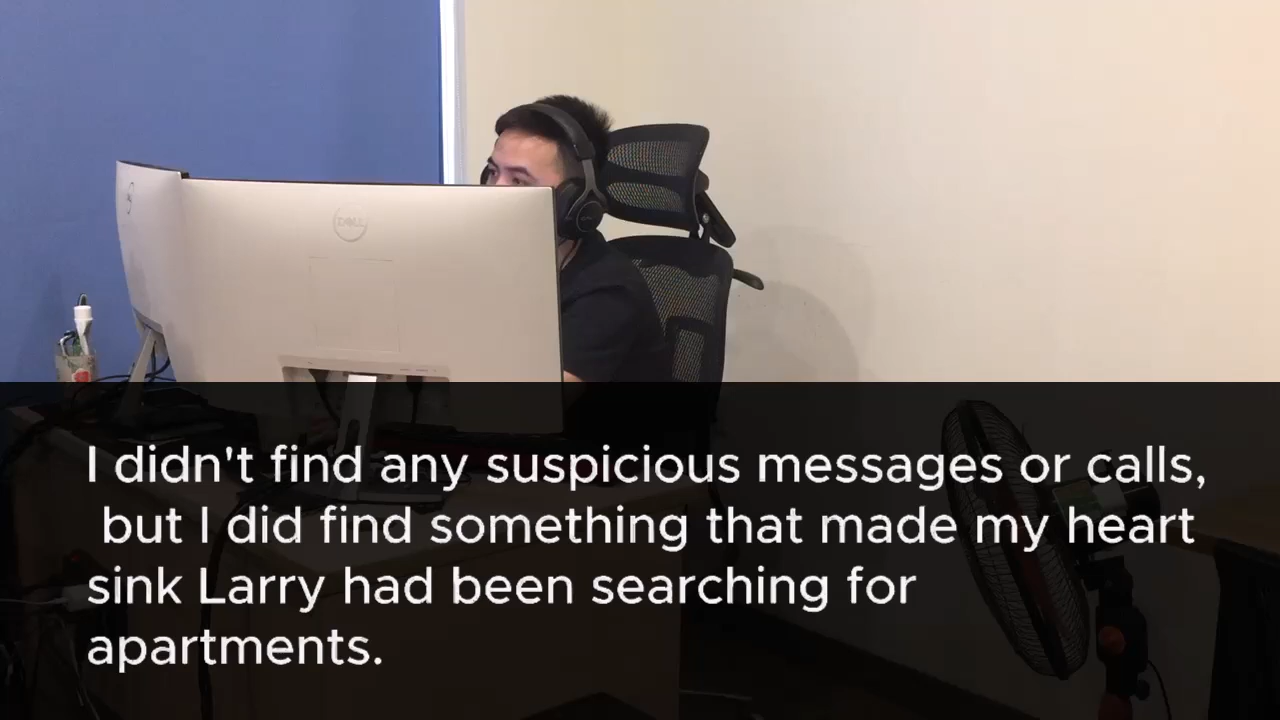 DELL
I didn't find any suspicious messages or calls,
but I did find something that made my heart
sink Larry had been searching for
apartments.